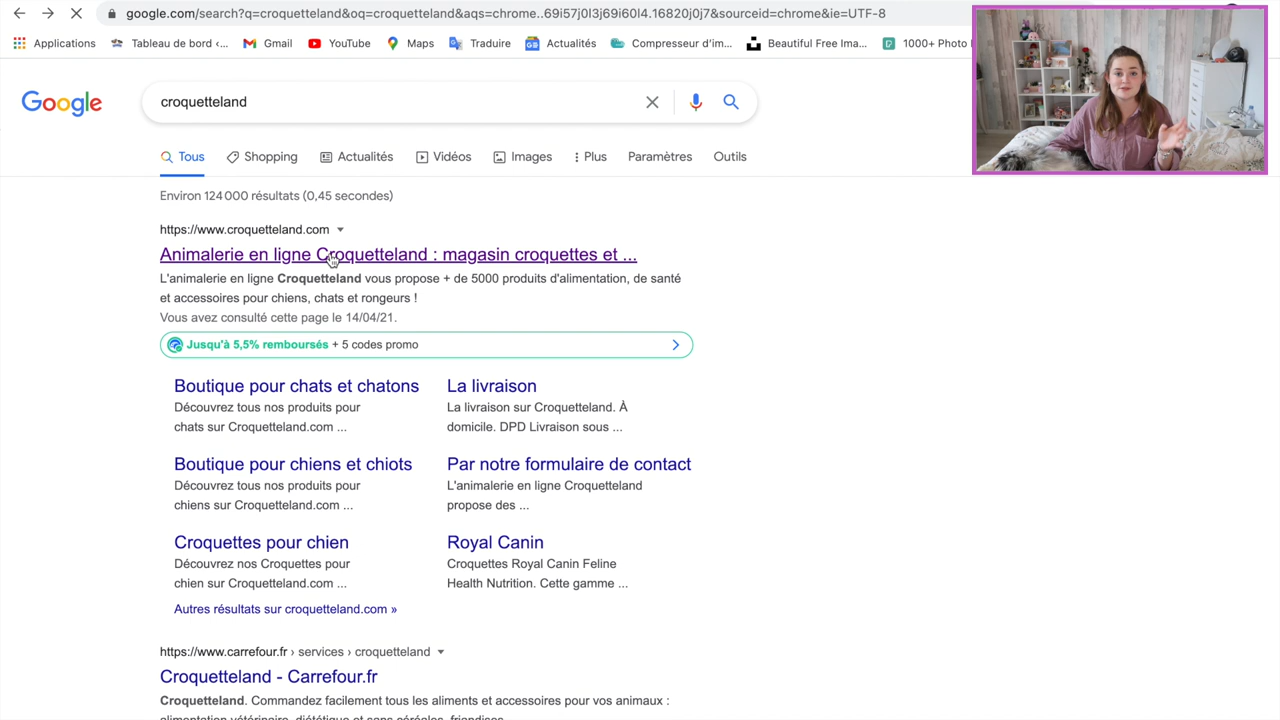 google.com/search?q=croquetteland&oq=croquetteland&aqs=chrome..69i57j0l3j69i60l4.16820j0j7&sourceid=chrome&ie=UTF-8
Applications Tableau de bord ‹... Gmail YouTube Maps Traduire Actualités Compresseur d'im... Beautiful Free Ima... 1000+ Photo
Google croquetteland
Tous Shopping Actualités Vidéos Images Plus Paramètres Outils
Environ 124 000 résultats (0,45 secondes)
https://www.croquetteland.com
Animalerie en ligne Croquetteland : magasin croquettes et ...
L'animalerie en ligne Croquetteland vous propose + de 5000 produits d'alimentation, de santé
et accessoires pour chiens, chats et rongeurs !
Vous avez consulté cette page le 14/04/21.
Jusqu'à 5,5% remboursés + 5 codes promo
Boutique pour chats et chatons
Découvrez tous nos produits pour
chats sur Croquetteland.com ...
La livraison
La livraison sur Croquetteland. À
domicile. DPD Livraison sous ...
Boutique pour chiens et chiots
Découvrez tous nos produits pour
chiens sur Croquetteland.com ...
Par notre formulaire de contact
L'animalerie en ligne Croquetteland
propose des ...
Croquettes pour chien
Découvrez nos Croquettes pour
chien sur Croquetteland.com ...
Royal Canin
Croquettes Royal Canin Feline
Health Nutrition. Cette gamme ...
Autres résultats sur croquetteland.com »
https://www.carrefour.fr › services › croquetteland
Croquetteland - Carrefour.fr
Croquetteland. Commandez facilement tous les aliments et accessoires pour vos animaux :
alimentation vétérinaire, diététique et sans céréales, friandises